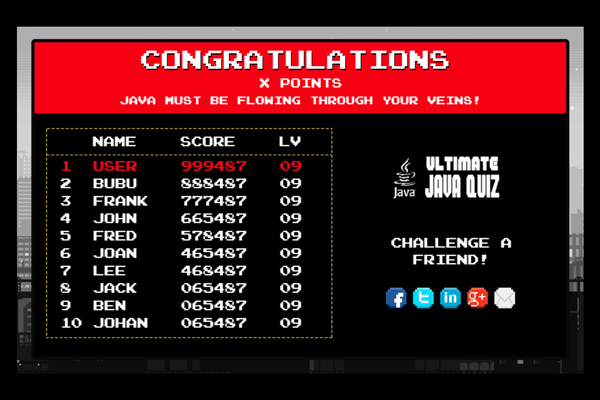 CONGRATULATIONS
X POINTS
JAVA MUST BE FLOWING THROUGH YOUR VEINS!
NAME SCORE LV
1 USER 999487 09
2 BUBU 888487 09
3 FRANK 777487 09
4 JOHN 665487 09
5 FRED 578487 09
6 JOAN 465487 09
7 LEE 468487 09
8 JACK 065487 09
9 BEN 065487 09
10 JOHAN 065487 09
Java
ULTIMATE
JAVA QUIZ
CHALLENGE A
FRIEND!
f t in g+